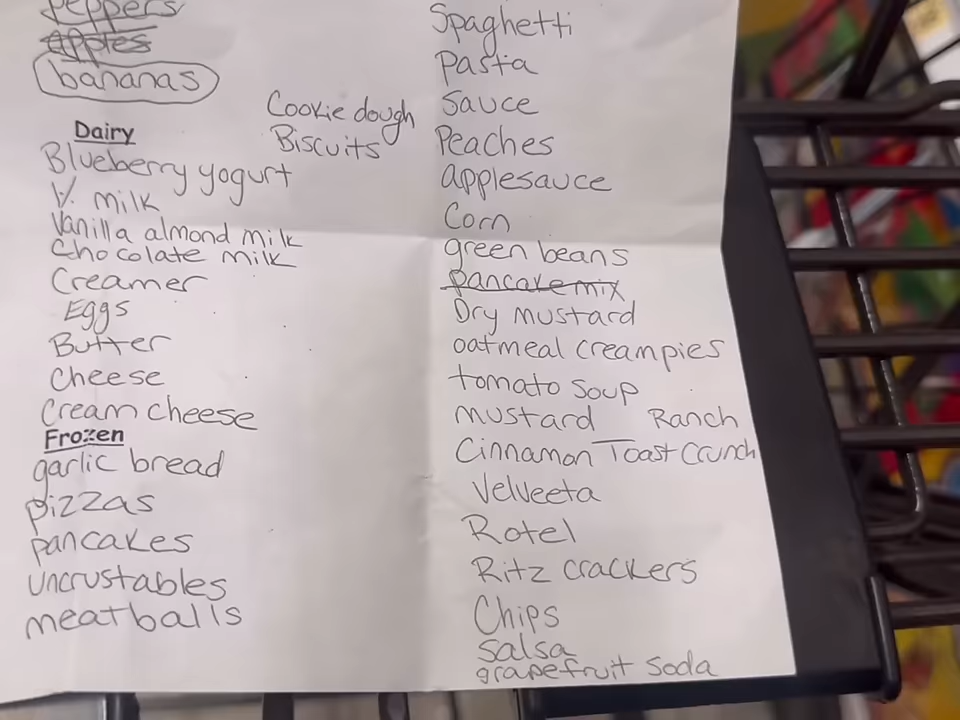 Peppers
apples
bananas
Dairy
Blueberry yogurt
1% milk
Vanilla almond milk
Chocolate milk
Creamer
Eggs
Butter
Cheese
Cream cheese
Frozen
garlic bread
pizzas
pancakes
uncrustables
meatballs
Cookie dough
Biscuits
Spaghetti
Pasta
Sauce
Peaches
applesauce
Corn
green beans
pancake mix
Dry mustard
oatmeal creampies
tomato soup
mustard Ranch
Cinnamon Toast Crunch
Velveeta
Rotel
Ritz crackers
Chips
Salsa
grapefruit soda